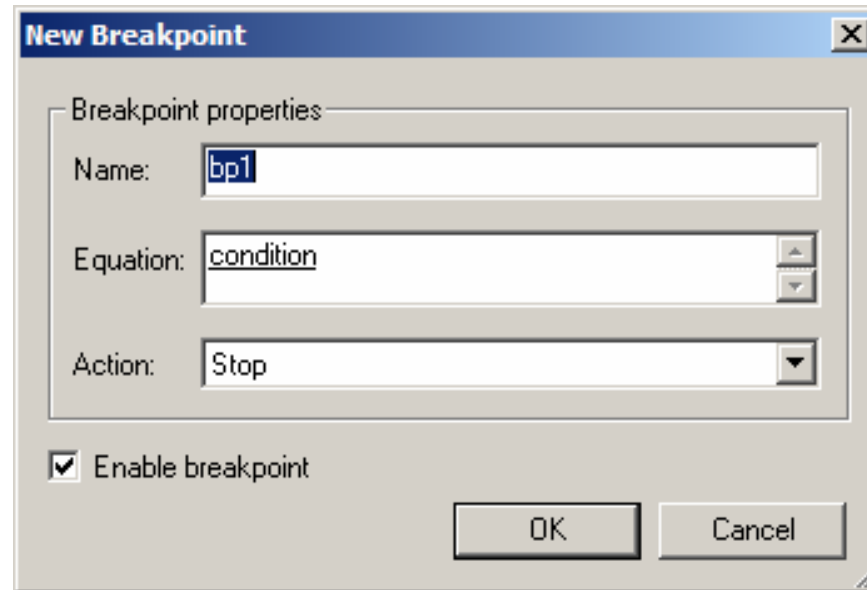 New Breakpoint
Breakpoint properties
Name: bp1
Equation: condition
Action: Stop
Enable breakpoint
OK Cancel